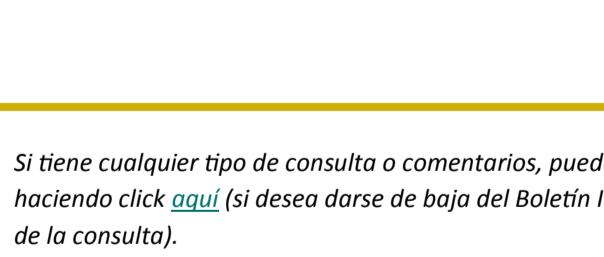 Si tiene cualquier tipo de consulta o comentarios, pued
haciendo click aquí (si desea darse de baja del Boletín I
de la consulta).